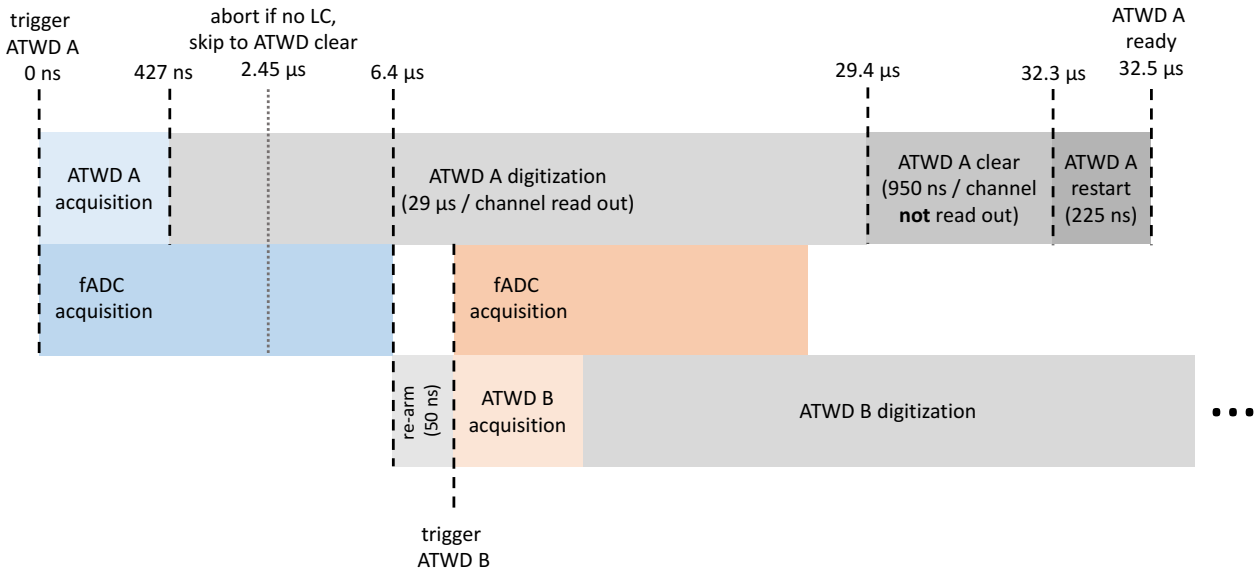 trigger
ATWD A
0 ns
427 ns
abort if no LC,
skip to ATWD clear
2.45 µs
6.4 µs
29.4 µs
32.3 µs
ATWD A
ready
32.5 µs
ATWD A
acquisition
ATWD A digitization
(29 µs / channel read out)
ATWD A clear
(950 ns / channel
not read out)
ATWD A
restart
(225 ns)
fADC
acquisition
fADC
acquisition
re-arm
(50 ns)
ATWD B
acquisition
ATWD B digitization
...
trigger
ATWD B